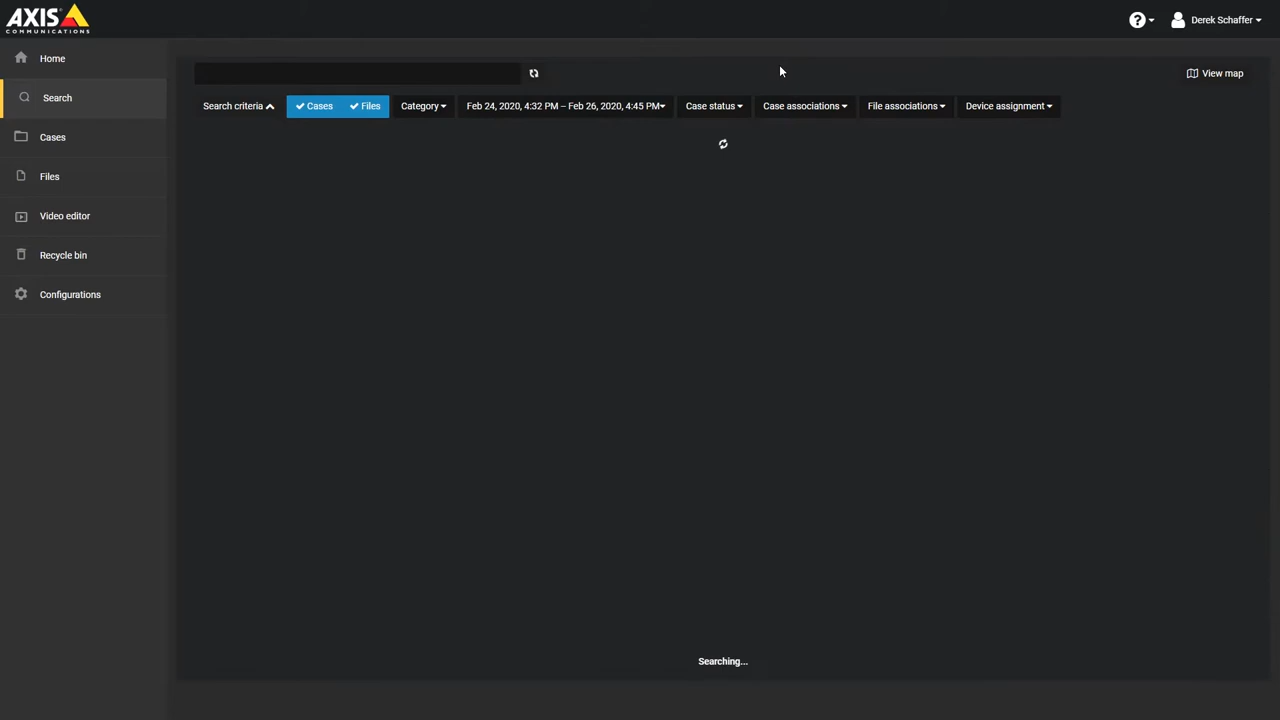 AXIS
COMMUNICATIONS
Derek Schaffer
Home
Search
Cases
Files
Video editor
Recycle bin
Configurations
View map
Search criteria
Cases
Files
Category
Feb 24, 2020, 4:32 PM – Feb 26, 2020, 4:45 PM
Case status
Case associations
File associations
Device assignment
Searching...